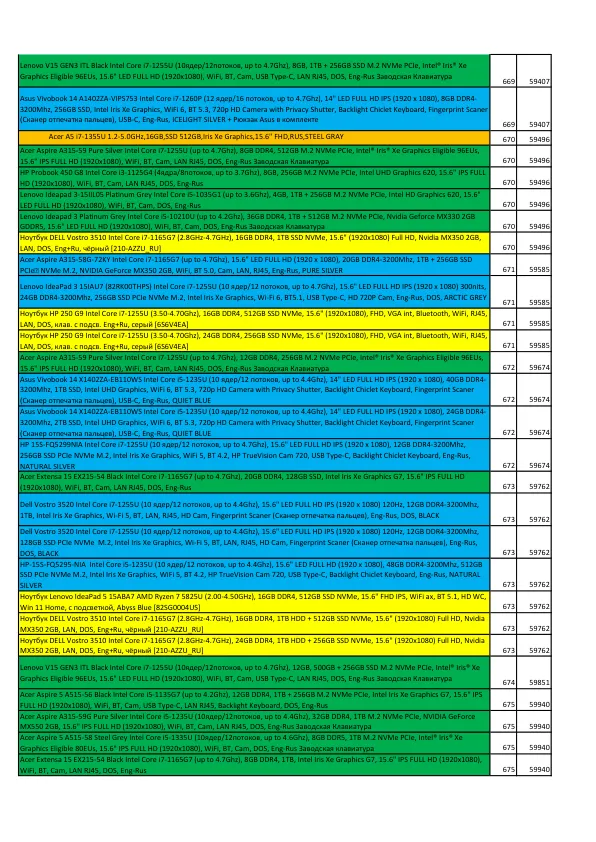 Lenovo V15 GEN3 ITL Black Intel Core i7-1255U (10ядер/12потоков, up to 4.7Ghz), 8GB, 1TB + 256GB SSD M.2 NVMe PCIe, Intel® Iris® Xe
Graphics Eligible 96EUs, 15.6" LED FULL HD (1920x1080), WiFi, BT, Cam, USB Type-C, LAN RJ45, DOS, Eng-Rus Заводская Клавиатура
669 59407
Asus Vivobook 14 A1402ZA-VIPS753 Intel Core i7-1260P (12 ядер/16 потоков, up to 4.7Ghz), 14" LED FULL HD IPS (1920 x 1080), 8GB DDR4-
3200Mhz, 256GB SSD, Intel Iris Xe Graphics, WiFi 6, BT 5.3, 720p HD Camera with Privacy Shutter, Backlight Chiclet Keyboard, Fingerprint Scaner
(Сканер отпечатка пальцев), USB-C, Eng-Rus, ICELIGHT SILVER + Рюкзак Asus в комплекте
669 59407
Acer A5 i7-1355U 1,2-5.0GHz,16GB,SSD 512GB,Iris Xe Graphics,15.6" FHD,RUS,STEEL GRAY 670 59496
Acer Aspire A315-59 Pure Silver Intel Core i7-1255U (up to 4.7Ghz), 8GB DDR4, 512GB M.2 NVMe PCIe, Intel® Iris® Xe Graphics Eligible 96EUs,
15.6" IPS FULL HD (1920x1080), WiFi, BT, Cam, LAN RJ45, DOS, Eng-Rus Заводская Клавиатура 670 59496
HP Probook 450 G8 Intel Core i3-1125G4 (4ядра/8потоков, up to 3.7Ghz), 8GB, 256GB SSD M.2 NVMe PCIe, Intel UHD Graphics 620, 15.6" IPS FULL
HD (1920x1080), WiFi, BT, Cam, LAN RJ45, DOS, Eng-Rus 670 59496
Lenovo Ideapad 3-15IIL05 Platinum Grey Intel Core i5-1035G1 (up to 3.6Ghz), 4GB, 1TB + 256GB SSD M.2 NVMe PCIe, Intel HD Graphics 620, 15.6"
LED FULL HD (1920x1080), WiFi, BT, Cam, DOS, Eng-Rus 670 59496
Lenovo Ideapad 3 Platinum Grey Intel Core i5-10210U (up to 4.2Ghz), 36GB DDR4, 1TB + 512GB M.2 NVMe PCIe, Nvidia Geforce MX330 2GB
GDDR5, 15.6" LED FULL HD (1920x1080), WiFi, BT, Cam, DOS, Eng-Rus 670 59496
Ноутбук DELL Vostro 3510 Intel Core i7-1165G7 (2.8GHz-4.7GHz), 16GB DDR4, 1TB SSD NVMe, 15.6" (1920x1080) Full HD, Nvidia MX350 2GB,
LAN, DOS, Eng+Ru, чёрный [210-AZZU_RU] 670 59496
Acer Aspire A315-58G-72KY Intel Core i7-1165G7 (up to 4.7Ghz), 15.6" LED FULL HD (1920 x 1080), 20GB DDR4-3200Mhz, 1TB + 256GB SSD
NVMe M.2, NVIDIA GeForce MX350 2GB, WiFi, BT 5.0, Cam, LAN, RJ45, Eng-Rus, PURE SILVER 671 59585
Lenovo IdeaPad 3 15IAU7 (82RK00THPS) Intel Core i7-1255U (10 ядер/12 потоков, up to 4.7Ghz), 15.6" LED FULL HD IPS (1920 x 1080) 300nits,
24GB DDR4-3200Mhz, 256GB SSD PCIe NVMe M.2, Intel Iris Xe Graphics, Wi-Fi 6, BT5.1, USB Type-C, HD 720P Cam, Eng-Rus, DOS, ARCTIC GREY
671 59585
Ноутбук HP 250 G9 Intel Core i7-1255U (3.50-4.70GHz), 16GB DDR4, 512GB SSD NVMe, 15.6" (1920x1080), FHD, VGA int, Bluetooth, WiFi, RJ45,
LAN, DOS, клав. с подсв. Eng+Ru, серый [6S6V4EA] 671 59585
Ноутбук HP 250 G9 Intel Core i7-1255U (3.50-4.70GHz), 24GB DDR4, 256GB SSD NVMe, 15.6" (1920x1080), FHD, VGA int, Bluetooth, WiFi, RJ45,
LAN, DOS, клав. с подсв. Eng+Ru, серый [6S6V4EA] 671 59585
Acer Aspire A315-59 Pure Silver Intel Core i7-1255U (up to 4.7Ghz), 12GB DDR4, 256GB M.2 NVMe PCIe, Intel® Iris® Xe Graphics Eligible 96EUs,
15.6" IPS FULL HD (1920x1080), WiFi, BT, Cam, LAN RJ45, DOS, Eng-Rus Заводская Клавиатура 672 59674
Asus Vivobook 14 X1402ZA-EB110WS Intel Core i5-1235U (10 ядер/12 потоков, up to 4.4Ghz), 14" LED FULL HD IPS (1920 x 1080), 40GB DDR4-
3200Mhz, 1TB SSD, Intel UHD Graphics, WiFi 6, BT 5.3, 720p HD Camera with Privacy Shutter, Backlight Chiclet Keyboard, Fingerprint Scaner
(Сканер отпечатка пальцев), USB-C, Eng-Rus, QUIET BLUE 672 59674
Asus Vivobook 14 X1402ZA-EB110WS Intel Core i5-1235U (10 ядер/12 потоков, up to 4.4Ghz), 14" LED FULL HD IPS (1920 x 1080), 24GB DDR4-
3200Mhz, 2TB SSD, Intel UHD Graphics, WiFi 6, BT 5.3, 720p HD Camera with Privacy Shutter, Backlight Chiclet Keyboard, Fingerprint Scaner
(Сканер отпечатка пальцев), USB-C, Eng-Rus, QUIET BLUE 672 59674
HP 15S-FQ5299NIA Intel Core i7-1255U (10 ядер/12 потоков, up to 4.7Ghz), 15.6" LED FULL HD IPS (1920 x 1080), 12GB DDR4-3200Mhz,
256GB SSD PCIe NVMe M.2, Intel Iris Xe Graphics, WiFi 5, BT 4.2, HP TrueVision Cam 720, USB Type-C, Backlight Chiclet Keyboard, Eng-Rus,
NATURAL SILVER 672 59674
Acer Extensa 15 EX215-54 Black Intel Core i7-1165G7 (up to 4.7Ghz), 20GB DDR4, 128GB SSD, Intel Iris Xe Graphics G7, 15.6" IPS FULL HD
(1920x1080), WiFi, BT, Cam, LAN RJ45, DOS, Eng-Rus 673 59762
Dell Vostro 3520 Intel Core i7-1255U (10 ядер/12 потоков, up to 4.4Ghz), 15.6" LED FULL HD IPS (1920 x 1080) 120Hz, 12GB DDR4-3200Mhz,
1TB, Intel Iris Xe Graphics, Wi-Fi 5, BT, LAN, RJ45, HD Cam, Fingerprint Scaner (Сканер отпечатка пальцев), Eng-Rus, DOS, BLACK
673 59762
Dell Vostro 3520 Intel Core i7-1255U (10 ядер/12 потоков, up to 4.4Ghz), 15.6" LED FULL HD IPS (1920 x 1080) 120Hz, 12GB DDR4-3200Mhz,
128GB SSD PCIe NVMe M.2, Intel Iris Xe Graphics, Wi-Fi 5, BT, LAN, RJ45, HD Cam, Fingerprint Scaner (Сканер отпечатка пальцев), Eng-Rus,
DOS, BLACK 673 59762
HP-15S-FQ5295-NIA Intel Core i5-1235U (10 ядер/12 потоков, up to 4.4Ghz), 15.6" LED FULL HD IPS (1920 x 1080), 48GB DDR4-3200Mhz, 512GB
SSD PCIe NVMe M.2, Intel Iris Xe Graphics, WiFi 5, BT 4.2, HP TrueVision Cam 720, USB Type-C, Backlight Chiclet Keyboard, Eng-Rus, NATURAL
SILVER 673 59762
Ноутбук Lenovo IdeaPad 5 15ABA7 AMD Ryzen 7 5825U (2.00-4.50GHz), 16GB DDR4, 512GB SSD NVMe, 15.6" FHD IPS, WiFi ax, BT 5.1, HD WC,
Win 11 Home, с подсветкой, Abyss Blue [82SG0004US] 673 59762
Ноутбук DELL Vostro 3510 Intel Core i7-1165G7 (2.8GHz-4.7GHz), 16GB DDR4, 1TB HDD + 512GB SSD NVMe, 15.6" (1920x1080) Full HD, Nvidia
MX350 2GB, LAN, DOS, Eng+Ru, чёрный [210-AZZU_RU] 673 59762
Ноутбук DELL Vostro 3510 Intel Core i7-1165G7 (2.8GHz-4.7GHz), 24GB DDR4, 1TB HDD + 256GB SSD NVMe, 15.6" (1920x1080) Full HD, Nvidia
MX350 2GB, LAN, DOS, Eng+Ru, чёрный [210-AZZU_RU] 673 59762
Lenovo V15 GEN3 ITL Black Intel Core i7-1255U (10ядер/12потоков, up to 4.7Ghz), 12GB, 500GB + 256GB SSD M.2 NVMe PCIe, Intel® Iris® Xe
Graphics Eligible 96EUs, 15.6" LED FULL HD (1920x1080), WiFi, BT, Cam, USB Type-C, LAN RJ45, DOS, Eng-Rus Заводская Клавиатура
674 59851
Acer Aspire 5 A515-56 Black Intel Core i5-1135G7 (up to 4.2Ghz), 12GB DDR4, 1TB + 256GB M.2 NVMe PCIe, Intel Iris Xe Graphics G7, 15.6" IPS
FULL HD (1920x1080), WiFi, BT, Cam, USB Type-C, LAN RJ45, Backlight Keyboard, DOS, Eng-Rus 675 59940
Acer Aspire A315-59G Pure Silver Intel Core i5-1235U (10ядер/12потоков, up to 4.4Ghz), 32GB DDR4, 1TB M.2 NVMe PCIe, NVIDIA GeForce
MX550 2GB, 15.6" IPS FULL HD (1920x1080), WiFi, BT, Cam, LAN RJ45, DOS, Eng-Rus Заводская Клавиатура 675 59940
Acer Aspire 5 A515-58 Steel Grey Intel Core i5-1335U (10ядер/12потоков, up to 4.6GHz), 8GB DDR5, 1TB M.2 NVMe PCIe, Intel® Iris® Xe
Graphics Eligible 80EUs, 15.6" IPS FULL HD (1920x1080), WiFi, BT, Cam, LAN RJ45, DOS, Eng-Rus Заводская клавиатура 675 59940
Acer Extensa 15 EX215-54 Black Intel Core i7-1165G7 (up to 4.7Ghz), 8GB DDR4, 1TB, Intel Iris Xe Graphics G7, 15.6" IPS FULL HD (1920x1080),
WiFi, BT, Cam, LAN RJ45, DOS, Eng-Rus 675 59940